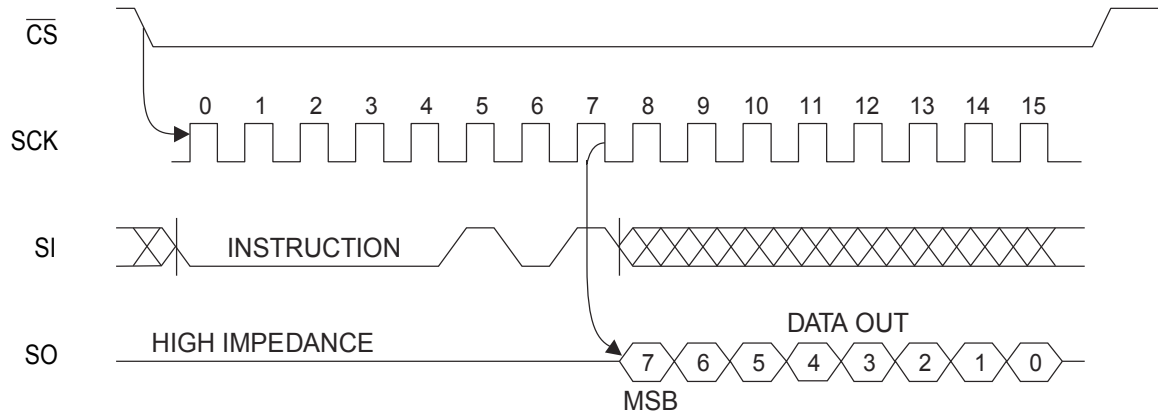 CS
0 1 2 3 4 5 6 7 8 9 10 11 12 13 14 15
SCK
SI INSTRUCTION
DATA OUT
HIGH IMPEDANCE
SO
7 6 5 4 3 2 1 0
MSB